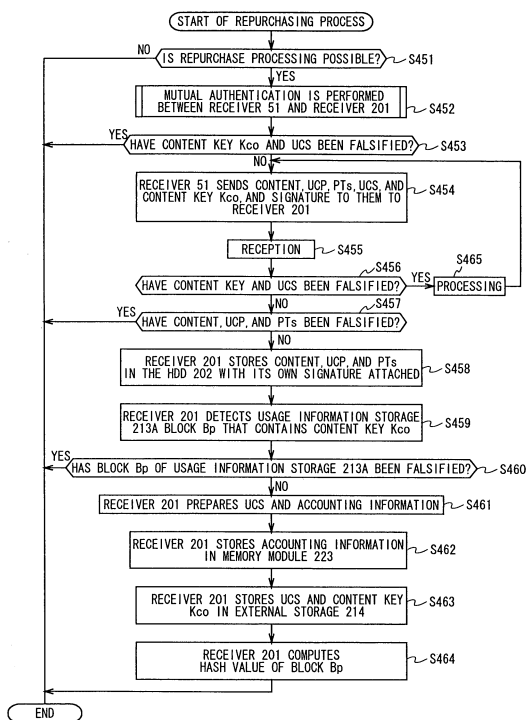 START OF REPURCHASING PROCESS
NO
IS REPURCHASE PROCESSING POSSIBLE?
S451
YES
MUTUAL AUTHENTICATION IS PERFORMED
BETWEEN RECEIVER 51 AND RECEIVER 201
S452
YES
HAVE CONTENT KEY Kco AND UCS BEEN FALSIFIED?
S453
NO
RECEIVER 51 SENDS CONTENT, UCP, PTs, UCS, AND
CONTENT KEY Kco, AND SIGNATURE TO THEM TO
RECEIVER 201
S454
RECEPTION
S455
S456
S465
HAVE CONTENT KEY AND UCS BEEN FALSIFIED?
YES
PROCESSING
NO
S457
YES
HAVE CONTENT, UCP, AND PTs BEEN FALSIFIED?
NO
RECEIVER 201 STORES CONTENT, UCP, AND PTs
IN THE HDD 202 WITH ITS OWN SIGNATURE ATTACHED
S458
RECEIVER 201 DETECTS USAGE INFORMATION STORAGE
213A BLOCK Bp THAT CONTAINS CONTENT KEY Kco
S459
YES
HAS BLOCK Bp OF USAGE INFORMATION STORAGE 213A BEEN FALSIFIED?
S460
NO
RECEIVER 201 PREPARES UCS AND ACCOUNTING INFORMATION
S461
RECEIVER 201 STORES ACCOUNTING INFORMATION
IN MEMORY MODULE 223
S462
RECEIVER 201 STORES UCS AND CONTENT KEY
Kco IN EXTERNAL STORAGE 214
S463
RECEIVER 201 COMPUTES
HASH VALUE OF BLOCK Bp
S464
END